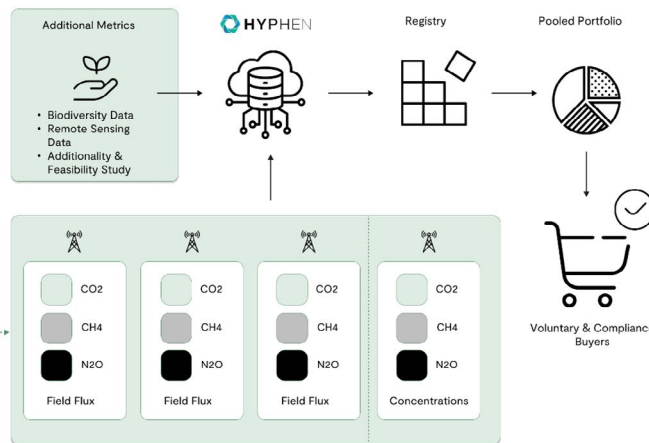 Additional Metrics
HYPHEN
Registry
Pooled Portfolio
• Biodiversity Data
• Remote Sensing
Data
• Additionality &
Feasibility Study
CO2
CH4
N2O
Field Flux
CO2
CH4
N2O
Field Flux
CO2
CH4
N2O
Field Flux
CO2
CH4
N2O
Concentrations
Voluntary & Compliance
Buyers